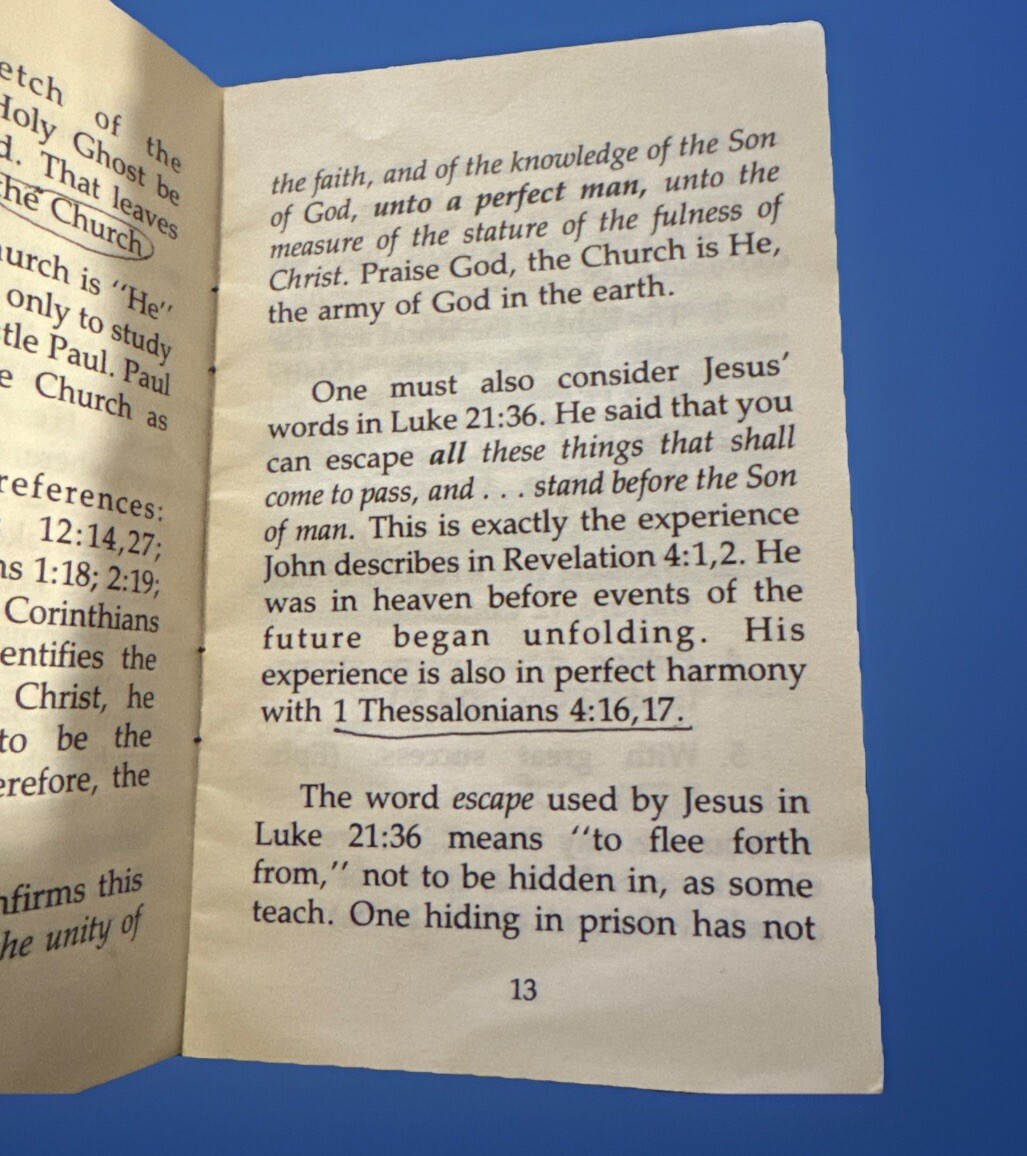 etch of the
Holy Ghost be
d. That leaves
the Church
urch is ‘‘He’’
only to study
tle Paul. Paul
e Church as
references:
12:14,27;
ns 1:18; 2:19;
Corinthians
entifies the
Christ, he
to be the
erefore, the
nfirms this
he unity of
the faith, and of the knowledge of the Son
of God, unto a perfect man, unto the
measure of the stature of the fulness of
Christ. Praise God, the Church is He,
the army of God in the earth.
One must also consider Jesus’
words in Luke 21:36. He said that you
can escape all these things that shall
come to pass, and . . . stand before the Son
of man. This is exactly the experience
John describes in Revelation 4:1,2. He
was in heaven before events of the
future began unfolding. His
experience is also in perfect harmony
with 1 Thessalonians 4:16,17.
The word escape used by Jesus in
Luke 21:36 means ‘‘to flee forth
from,’’ not to be hidden in, as some
teach. One hiding in prison has not
13